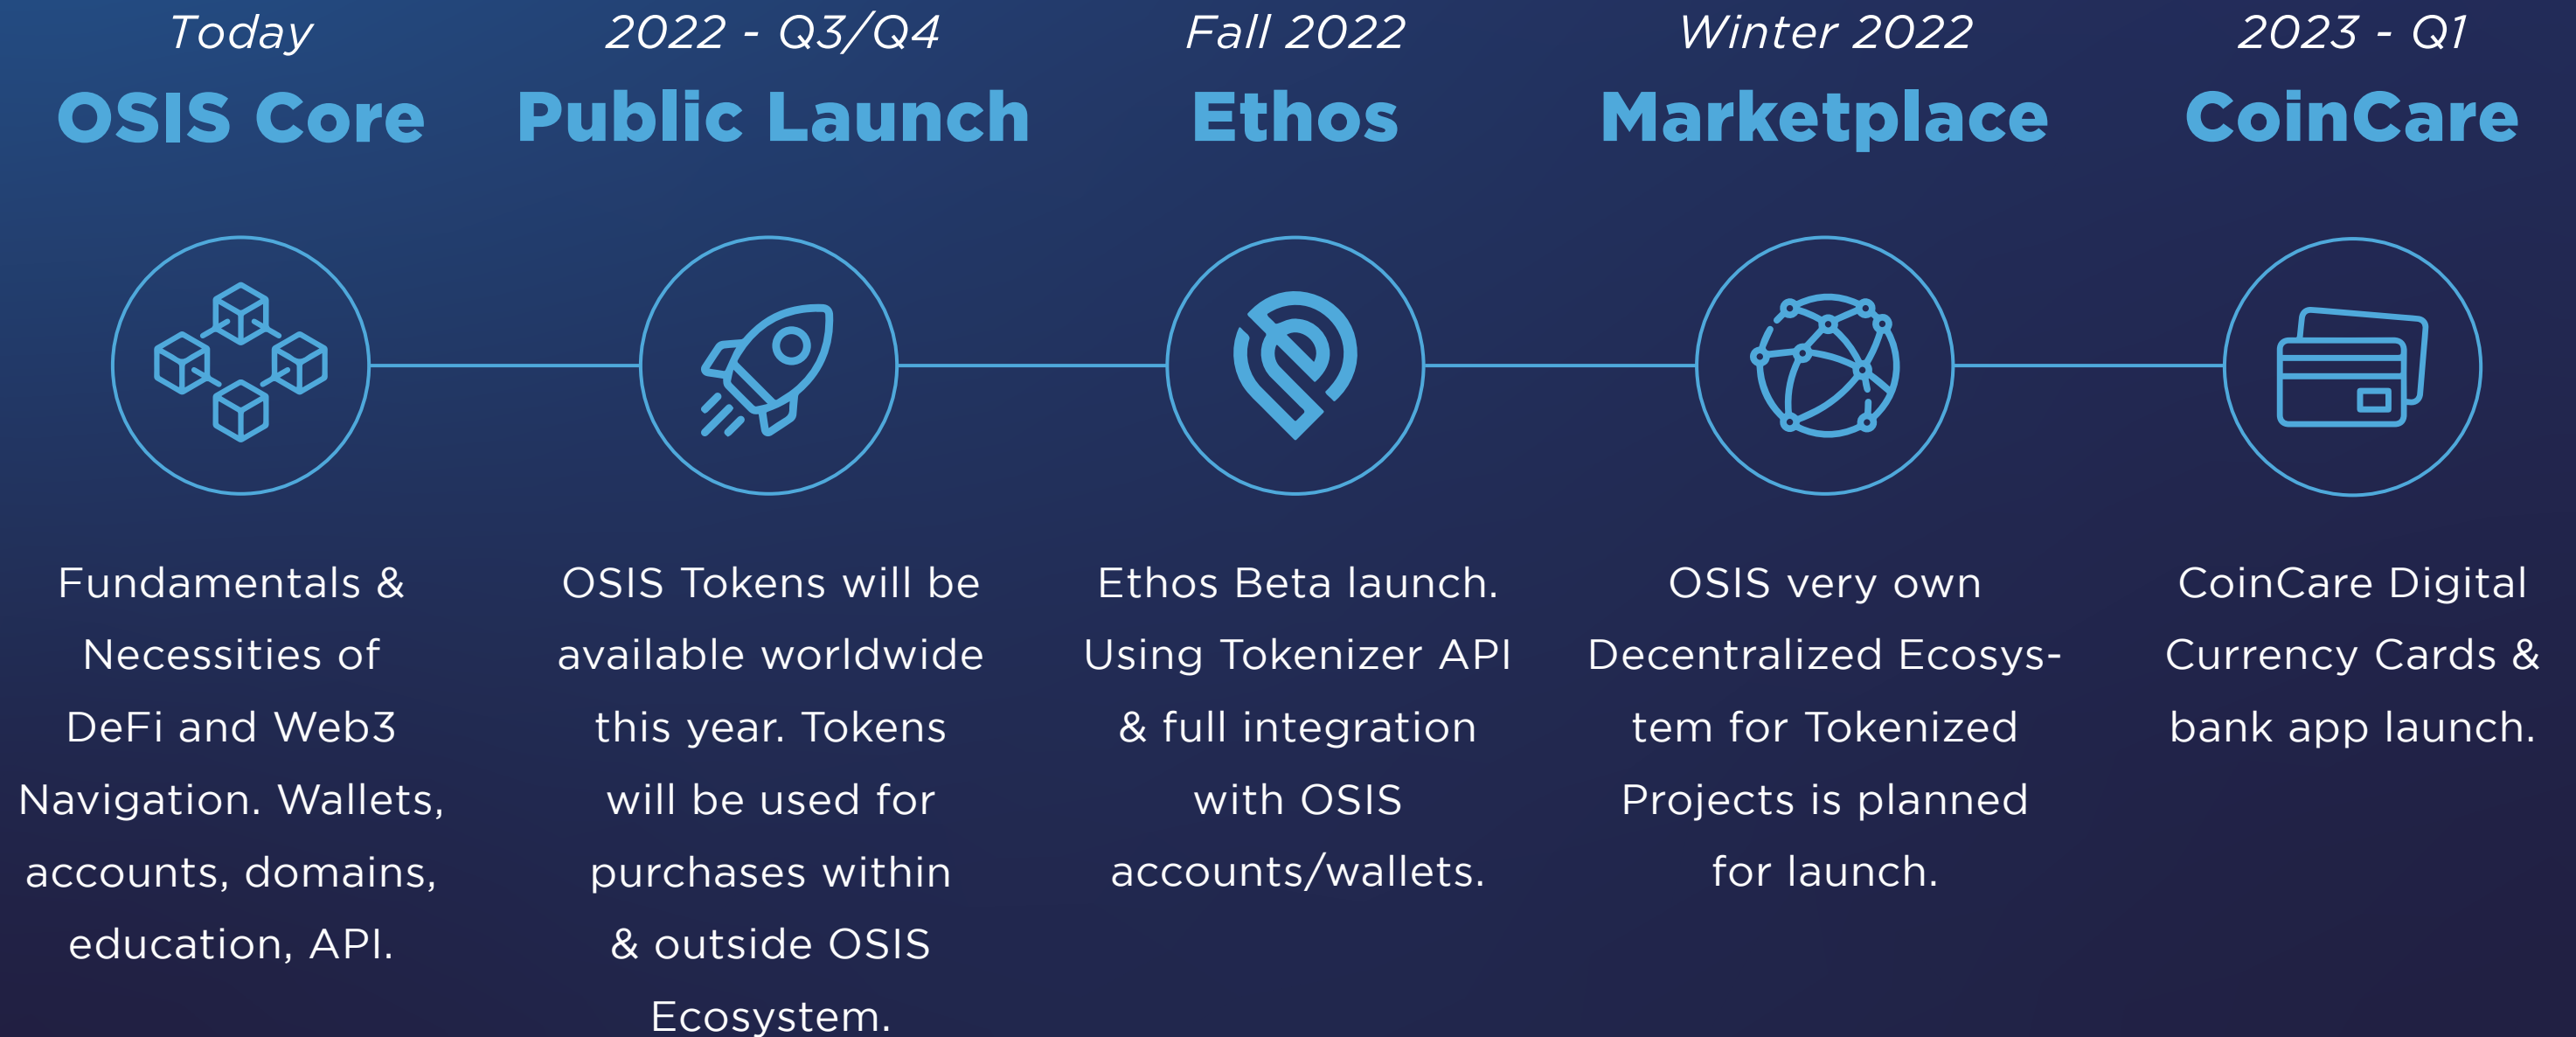 Today
OSIS Core
Fundamentals &
Necessities of
DeFi and Web3
Navigation. Wallets,
accounts, domains,
education, API.
2022 - Q3/Q4
Public Launch
OSIS Tokens will be
available worldwide
this year. Tokens
will be used for
purchases within
& outside OSIS
Ecosystem.
Fall 2022
Ethos
Ethos Beta launch.
Using Tokenizer API
& full integration
with OSIS
accounts/wallets.
Winter 2022
Marketplace
OSIS very own
Decentralized Ecosys-
tem for Tokenized
Projects is planned
for launch.
2023 - Q1
CoinCare
CoinCare Digital
Currency Cards &
bank app launch.